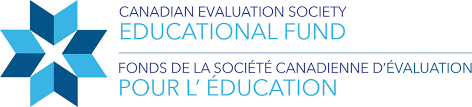 CANADIAN EVALUATION SOCIETY
EDUCATIONAL FUND
FONDS DE LA SOCIÉTÉ CANADIENNE D'ÉVALUATION
POUR L' ÉDUCATION